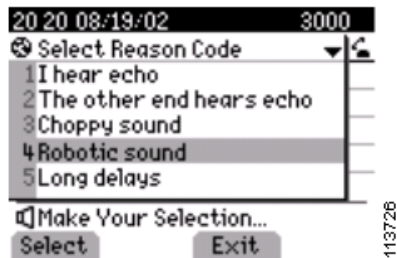 20 20 08/19/02 3000
Select Reason Code
1 I hear echo
2 The other end hears echo
3 Choppy sound
4 Robotic sound
5 Long delays
Make Your Selection...
Select Exit
113726